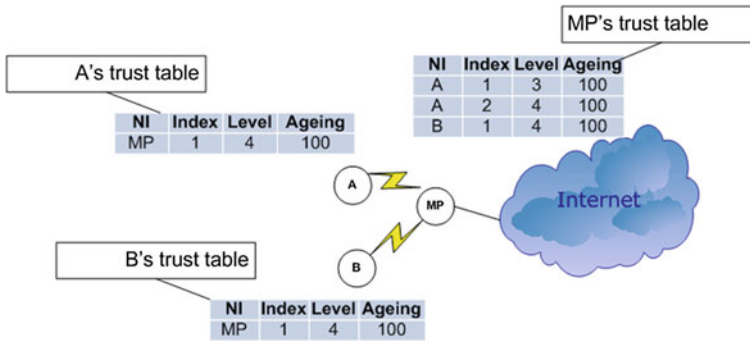 MP's trust table
NI Index Level Ageing
A 1 3 100
A 2 4 100
B 1 4 100
A's trust table
NI Index Level Ageing
MP 1 4 100
A
MP
Internet
B
B's trust table
NI Index Level Ageing
MP 1 4 100